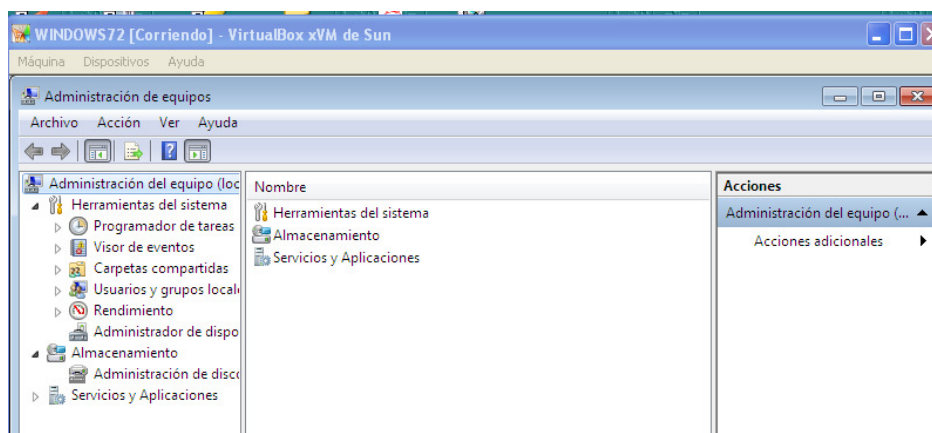 WINDOWS72 [Corriendo] - VirtualBox xVM de Sun
Máquina Dispositivos Ayuda
Administración de equipos
Archivo Acción Ver Ayuda
Administración del equipo (loc
Herramientas del sistema
Programador de tareas
Visor de eventos
Carpetas compartidas
Usuarios y grupos locale
Rendimiento
Administrador de dispo
Almacenamiento
Administración de disco
Servicios y Aplicaciones
Nombre
Herramientas del sistema
Almacenamiento
Servicios y Aplicaciones
Acciones
Administración del equipo (...
Acciones adicionales